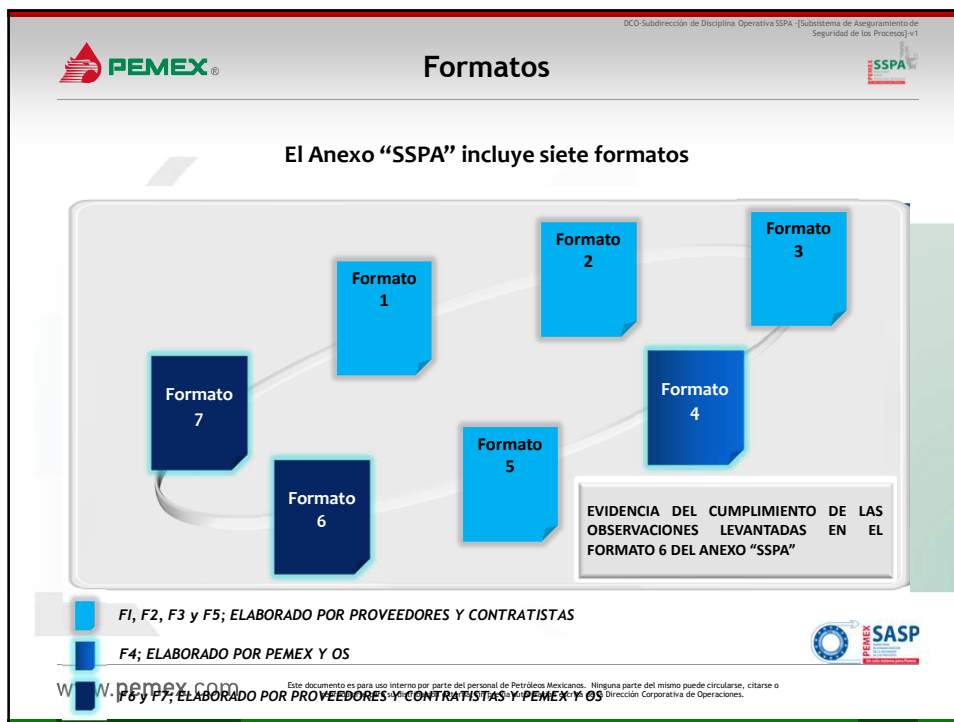 DCO-Subdirección de Disciplina Operativa SSPA -[Subsistema de Aseguramiento de
Seguridad de los Procesos]-v1
PEMEX ®
Formatos
PEMEX SSPA
El Anexo “SSPA” incluye siete formatos
Formato
1
Formato
2
Formato
3
Formato
7
Formato
4
Formato
5
Formato
6
EVIDENCIA DEL CUMPLIMIENTO DE LAS
OBSERVACIONES LEVANTADAS EN EL
FORMATO 6 DEL ANEXO “SSPA”
F1, F2, F3 y F5; ELABORADO POR PROVEEDORES Y CONTRATISTAS
PEMEX SASP
F4; ELABORADO POR PEMEX Y OS
www.pemex.com
Este documento es para uso interno por parte del personal de Petróleos Mexicanos. Ninguna parte del mismo puede circularse, citarse o
Dirección Corporativa de Operaciones.
F6 y F7; ELABORADO POR PROVEEDORES Y CONTRATISTAS Y PEMEX Y OS